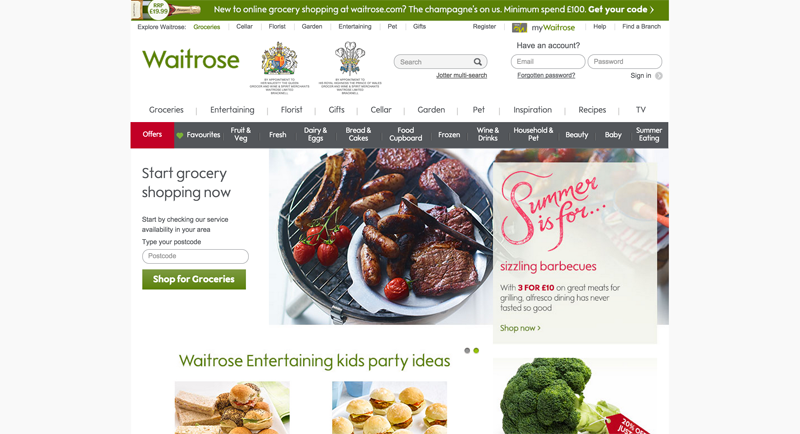 RRP
£19.99
New to online grocery shopping at waitrose.com? The champagne's on us. Minimum spend £100. Get your code >
Explore Waitrose: Groceries Cellar Florist Garden Entertaining Pet Gifts Register myWaitrose Help Find a Branch
Waitrose
BY APPOINTMENT TO
HER MAJESTY THE QUEEN
GROCER AND WINE & SPIRIT MERCHANTS
WAITROSE LIMITED
BRACKNELL
BY APPOINTMENT TO
HRH ROYAL HIGHNESS THE PRINCE OF WALES
GROCER AND WINE & SPIRIT MERCHANTS
WAITROSE LIMITED
BRACKNELL
Search
Jotter multi-search
Have an account?
Email Password
Forgotten password? Sign in
Groceries Entertaining Florist Gifts Cellar Garden Pet Inspiration Recipes TV
Offers
Favourites
Fruit &
Veg
Fresh
Dairy &
Eggs
Bread &
Cakes
Food
Cupboard
Frozen
Wine &
Drinks
Household &
Pet
Beauty
Baby
Summer
Eating
Start grocery
shopping now
Start by checking our service
availability in your area
Type your postcode
Postcode
Shop for Groceries
Summer
is for...
sizzling barbecues
With 3 FOR £10 on great meats for
grilling, alfresco dining has never
tasted so good
Shop now >
Waitrose Entertaining kids party ideas
20% OF